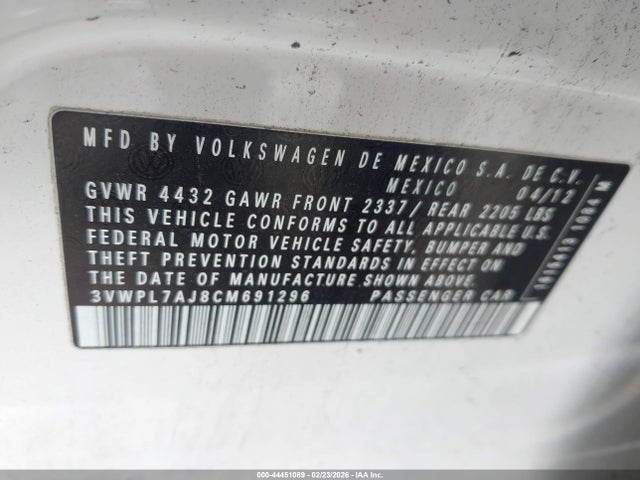 MFD BY VOLKSWAGEN DE MEXICO S.A. DE C.V.
MEXICO 04/12
GVWR 4432 GAWR FRONT 2337/ REAR 2205 LBS
THIS VEHICLE CONFORMS TO ALL APPLICABLE U.S.
FEDERAL MOTOR VEHICLE SAFETY, BUMPER AND
THEFT PREVENTION STANDARDS IN EFFECT ON
THE DATE OF MANUFACTURE SHOWN ABOVE.
3VWPL7AJ8CM691296 PASSENGER CAR
000-44451089 - 02/23/2026 - IAA Corp.